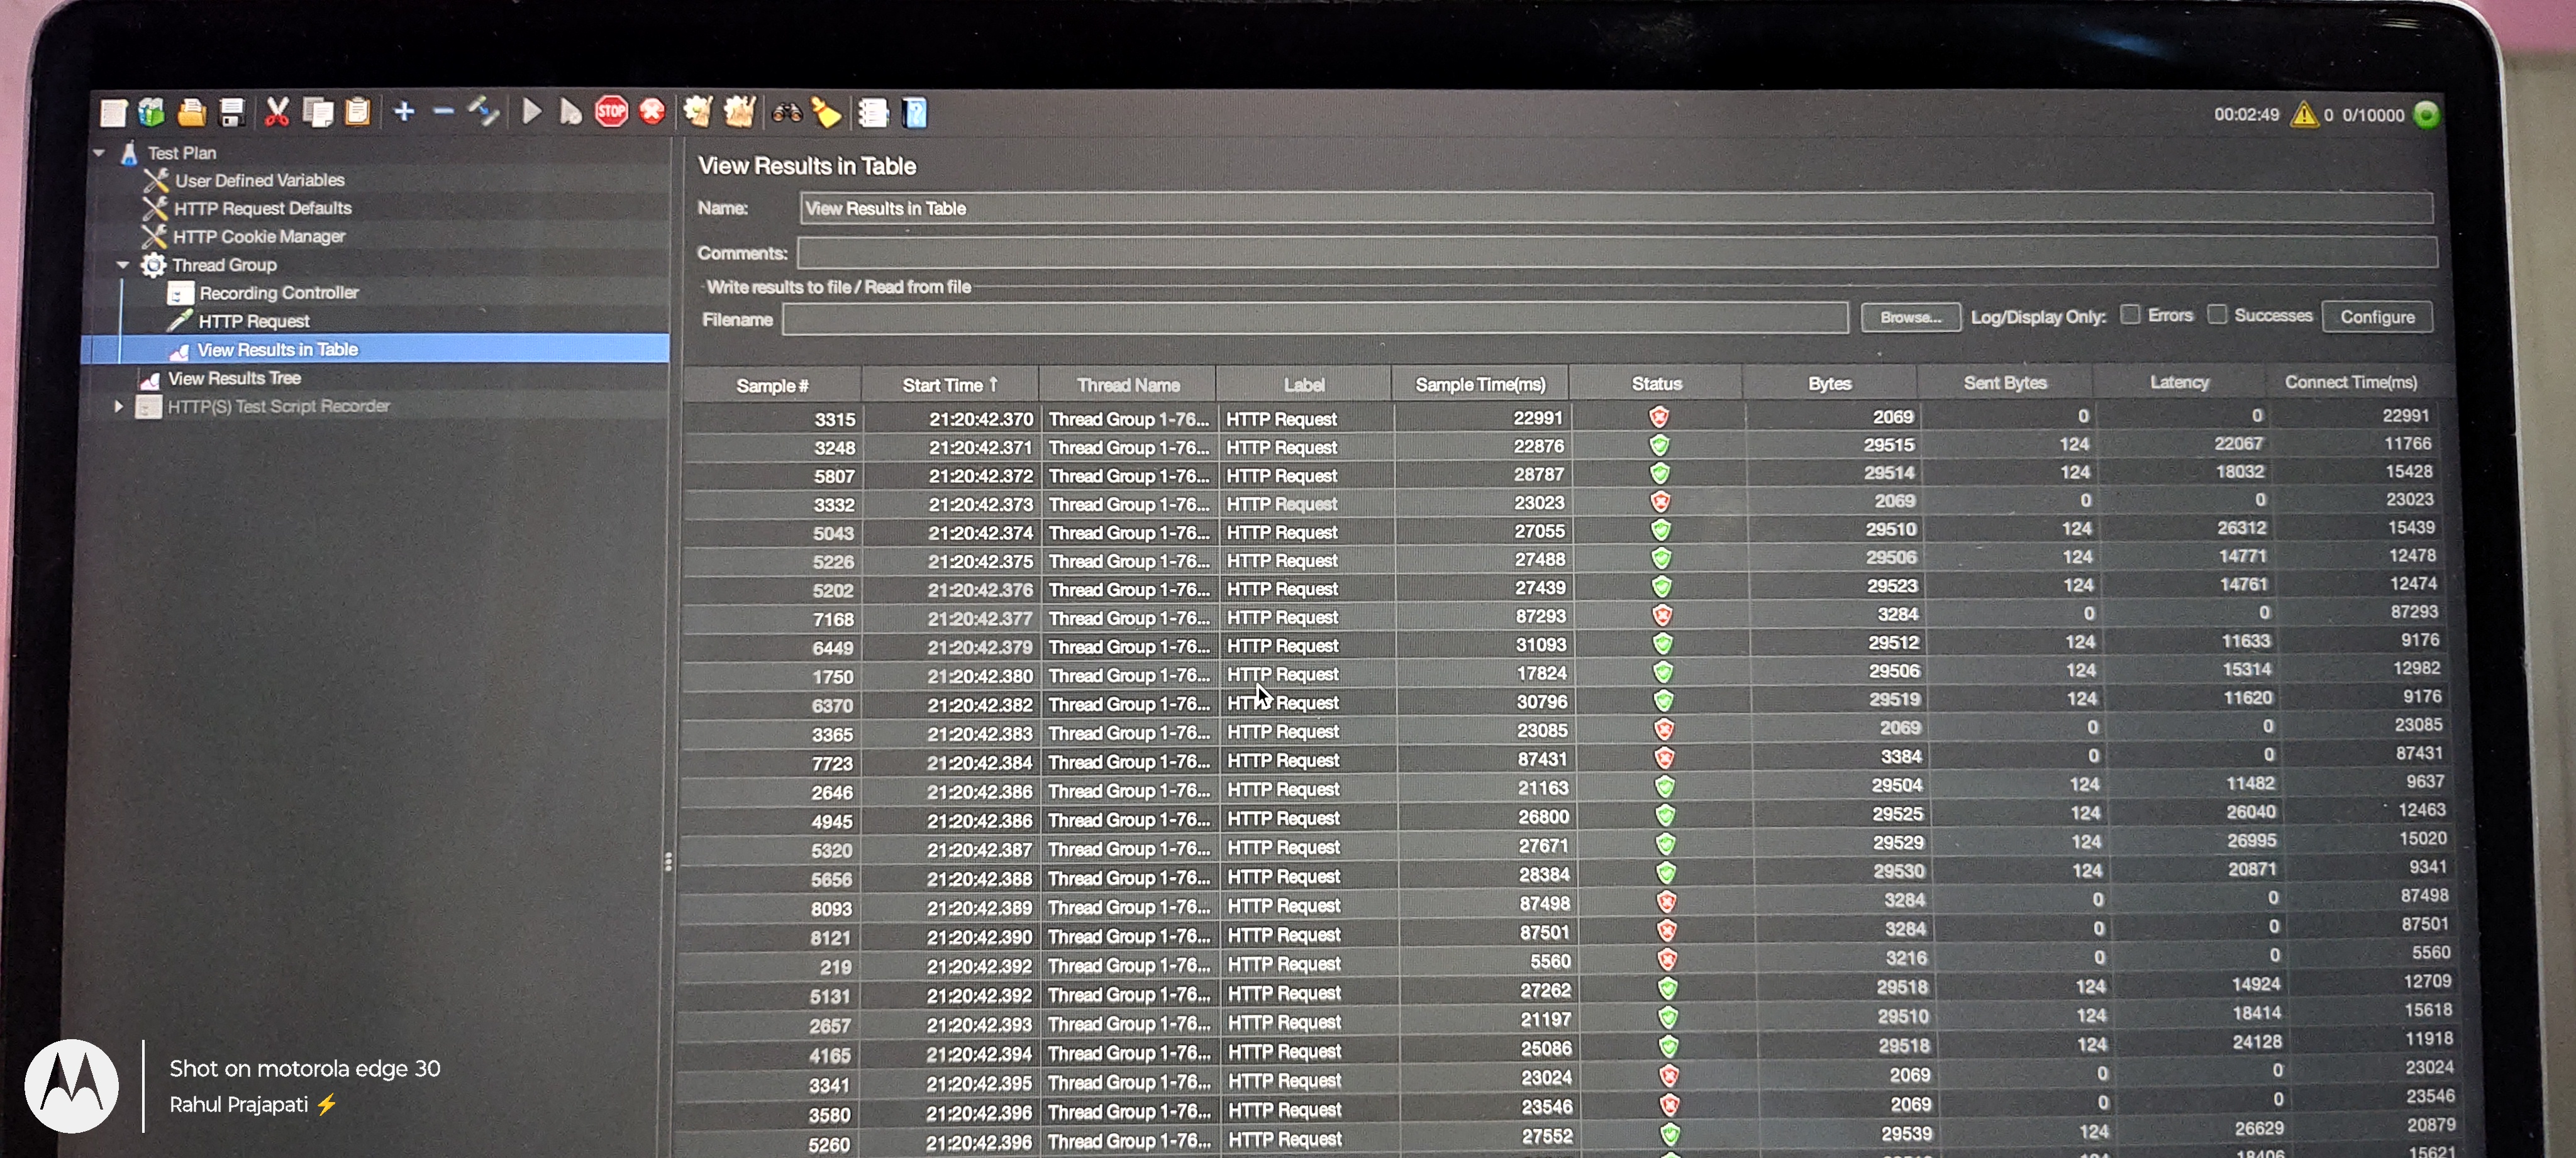 STOP
00:02:49 0 0/10000
Test Plan
User Defined Variables
HTTP Request Defaults
HTTP Cookie Manager
Thread Group
Recording Controller
HTTP Request
View Results in Table
View Results Tree
HTTP(S) Test Script Recorder
View Results in Table
Name: View Results in Table
Comments:
Write results to file / Read from file
Filename Browse... Log/Display Only: Errors Successes Configure
Sample # Start Time ↑ Thread Name Label Sample Time(ms) Status Bytes Sent Bytes Latency Connect Time(ms)
3315 21:20:42.370 Thread Group 1-76... HTTP Request 22991 2069 0 0 22991
3248 21:20:42.371 Thread Group 1-76... HTTP Request 22876 29515 124 22067 11766
5807 21:20:42.372 Thread Group 1-76... HTTP Request 28787 29514 124 18032 15428
3332 21:20:42.373 Thread Group 1-76... HTTP Request 23023 2069 0 0 23023
5043 21:20:42.374 Thread Group 1-76... HTTP Request 27055 29510 124 26312 15439
5226 21:20:42.375 Thread Group 1-76... HTTP Request 27488 29506 124 14771 12478
5202 21:20:42.376 Thread Group 1-76... HTTP Request 27439 29523 124 14761 12474
7168 21:20:42.377 Thread Group 1-76... HTTP Request 87293 3284 0 0 87293
6449 21:20:42.379 Thread Group 1-76... HTTP Request 31093 29512 124 11633 9176
1750 21:20:42.380 Thread Group 1-76... HTTP Request 17824 29506 124 15314 12982
6370 21:20:42.382 Thread Group 1-76... HTTP Request 30796 29519 124 11620 9176
3365 21:20:42.383 Thread Group 1-76... HTTP Request 23085 2069 0 0 23085
7723 21:20:42.384 Thread Group 1-76... HTTP Request 87431 3384 0 0 87431
2646 21:20:42.386 Thread Group 1-76... HTTP Request 21163 29504 124 11482 9637
4945 21:20:42.386 Thread Group 1-76... HTTP Request 26800 29525 124 26040 12463
5320 21:20:42.387 Thread Group 1-76... HTTP Request 27671 29529 124 26995 15020
5656 21:20:42.388 Thread Group 1-76... HTTP Request 28384 29530 124 20871 9341
8093 21:20:42.389 Thread Group 1-76... HTTP Request 87498 3284 0 0 87498
8121 21:20:42.390 Thread Group 1-76... HTTP Request 87501 3284 0 0 87501
219 21:20:42.392 Thread Group 1-76... HTTP Request 5560 3216 0 0 5560
5131 21:20:42.392 Thread Group 1-76... HTTP Request 27262 29518 124 14924 12709
2657 21:20:42.393 Thread Group 1-76... HTTP Request 21197 29510 124 18414 15618
4165 21:20:42.394 Thread Group 1-76... HTTP Request 25086 29518 124 24128 11918
3341 21:20:42.395 Thread Group 1-76... HTTP Request 23024 2069 0 0 23024
3580 21:20:42.396 Thread Group 1-76... HTTP Request 23546 2069 0 0 23546
5260 21:20:42.396 Thread Group 1-76... HTTP Request 27552 29539 124 26629 20879
15621
Shot on motorola edge 30
Rahul Prajapati ⚡